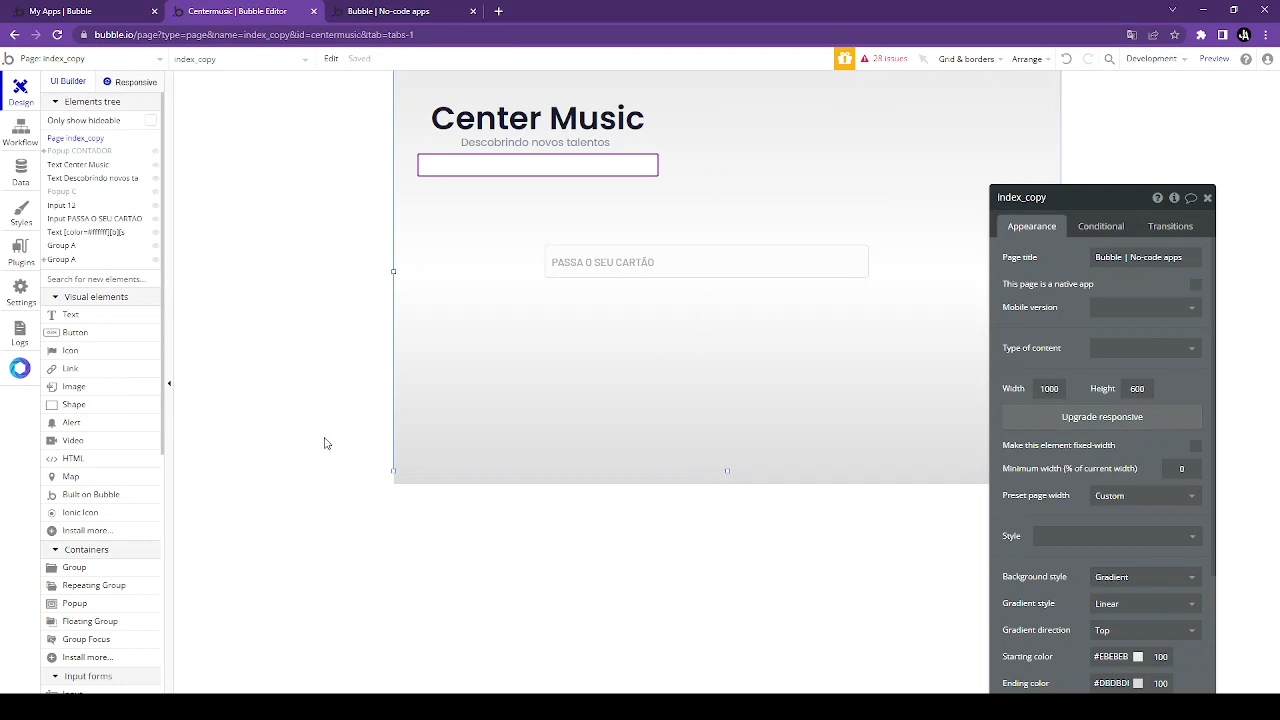 My Apps | Bubble
Centermusic | Bubble Editor
Bubble | No-code apps
bubble.io/page?type=page&name=index_copy&id=centermusic&tab=tabs-1
Page: index_copy
index_copy
Edit
Saved
28 issues
Grid & borders
Arrange
Development
Preview
Design
Workflow
Data
Styles
Plugins
Settings
Logs
UI Builder
Responsive
Elements tree
Only show hideable
Page index_copy
Popup CONTADOR
Text Center Music
Text Descobrindo novos ta
Popup C
Input 12
Input PASSA O SEU CARTÃO
Text [color=#ffffff][b][s
Group A
Group A
Search for new elements...
Visual elements
Text
Button
CLICK
Icon
Link
Image
Shape
Alert
Video
HTML
Map
Built on Bubble
Ionic Icon
Install more...
Containers
Group
Repeating Group
Popup
Floating Group
Group Focus
Install more...
Input forms
Center Music
Descobrindo novos talentos
PASSA O SEU CARTÃO
index_copy
Appearance
Conditional
Transitions
Page title
Bubble | No-code apps
This page is a native app
Mobile version
Type of content
Width
1000
Height
600
Upgrade responsive
Make this element fixed-width
Minimum width (% of current width)
0
Preset page width
Custom
Style
Background style
Gradient
Gradient style
Linear
Gradient direction
Top
Starting color
#EBEBEB
100
Ending color
100